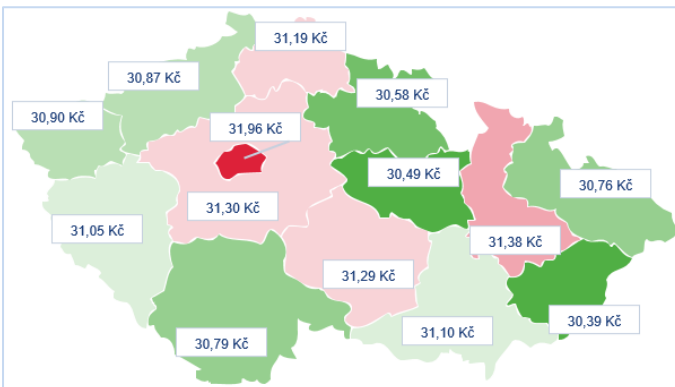 31,19 Kč
30,87 Kč
30,58 Kč
30,90 Kč
31,96 Kč
30,49 Kč
30,76 Kč
31,30 Kč
31,05 Kč
31,38 Kč
31,29 Kč
30,39 Kč
31,10 Kč
30,79 Kč